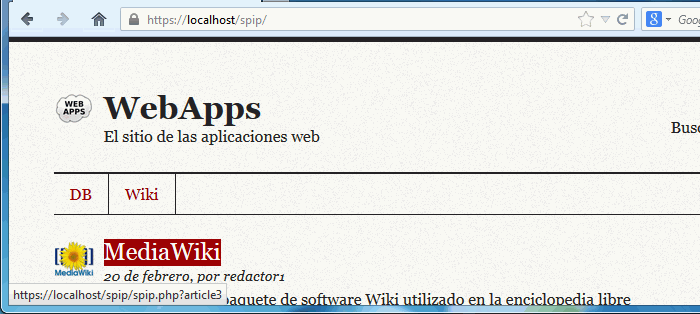 https://localhost/spip/
Goog
WEB
APPS
WebApps
El sitio de las aplicaciones web
Busc
DB
Wiki
MediaWiki
MediaWiki
20 de febrero, por redactor1
paquete de software Wiki utilizado en la enciclopedia libre
https://localhost/spip/spip.php?article3